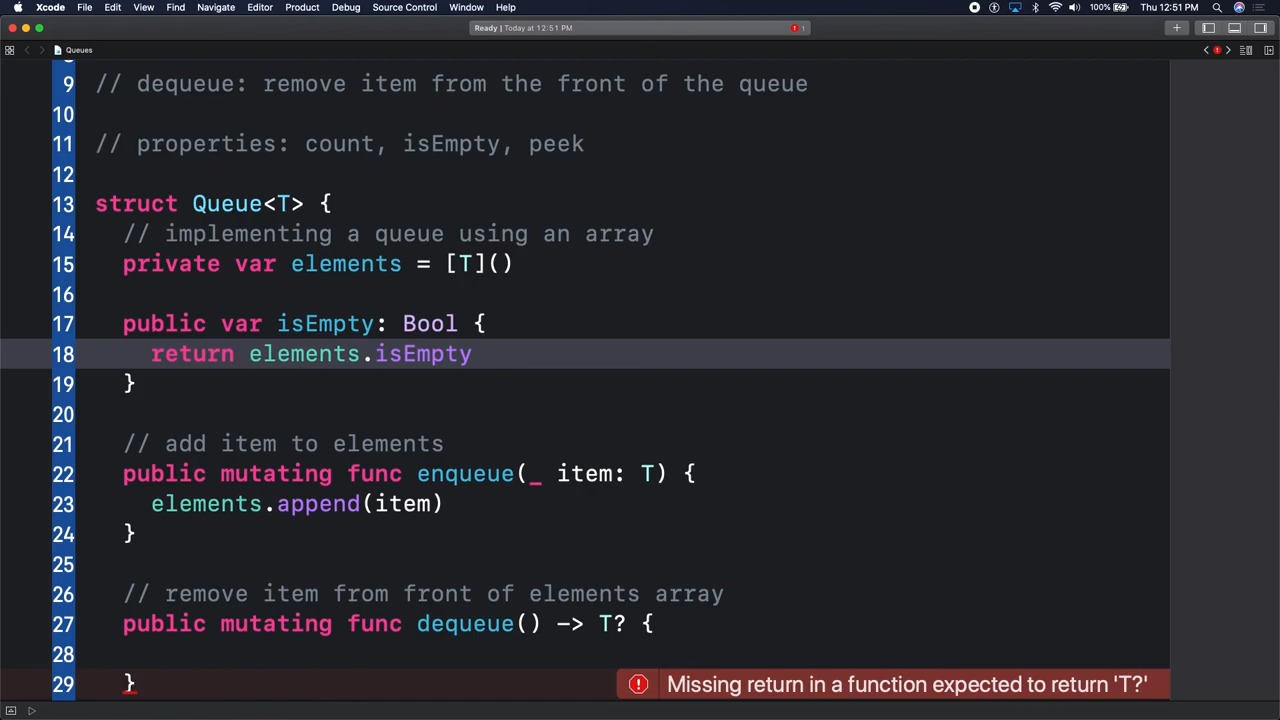 Xcode File Edit View Find Navigate Editor Product Debug Source Control Window Help 100% Thu 12:51 PM
Ready | Today at 12:51 PM 1
Queues
9 // dequeue: remove item from the front of the queue
10
11 // properties: count, isEmpty, peek
12
13 struct Queue<T> {
14 // implementing a queue using an array
15 private var elements = [T]()
16
17 public var isEmpty: Bool {
18 return elements.isEmpty
19 }
20
21 // add item to elements
22 public mutating func enqueue(_ item: T) {
23 elements.append(item)
24 }
25
26 // remove item from front of elements array
27 public mutating func dequeue() -> T? {
28
29 } Missing return in a function expected to return 'T?'